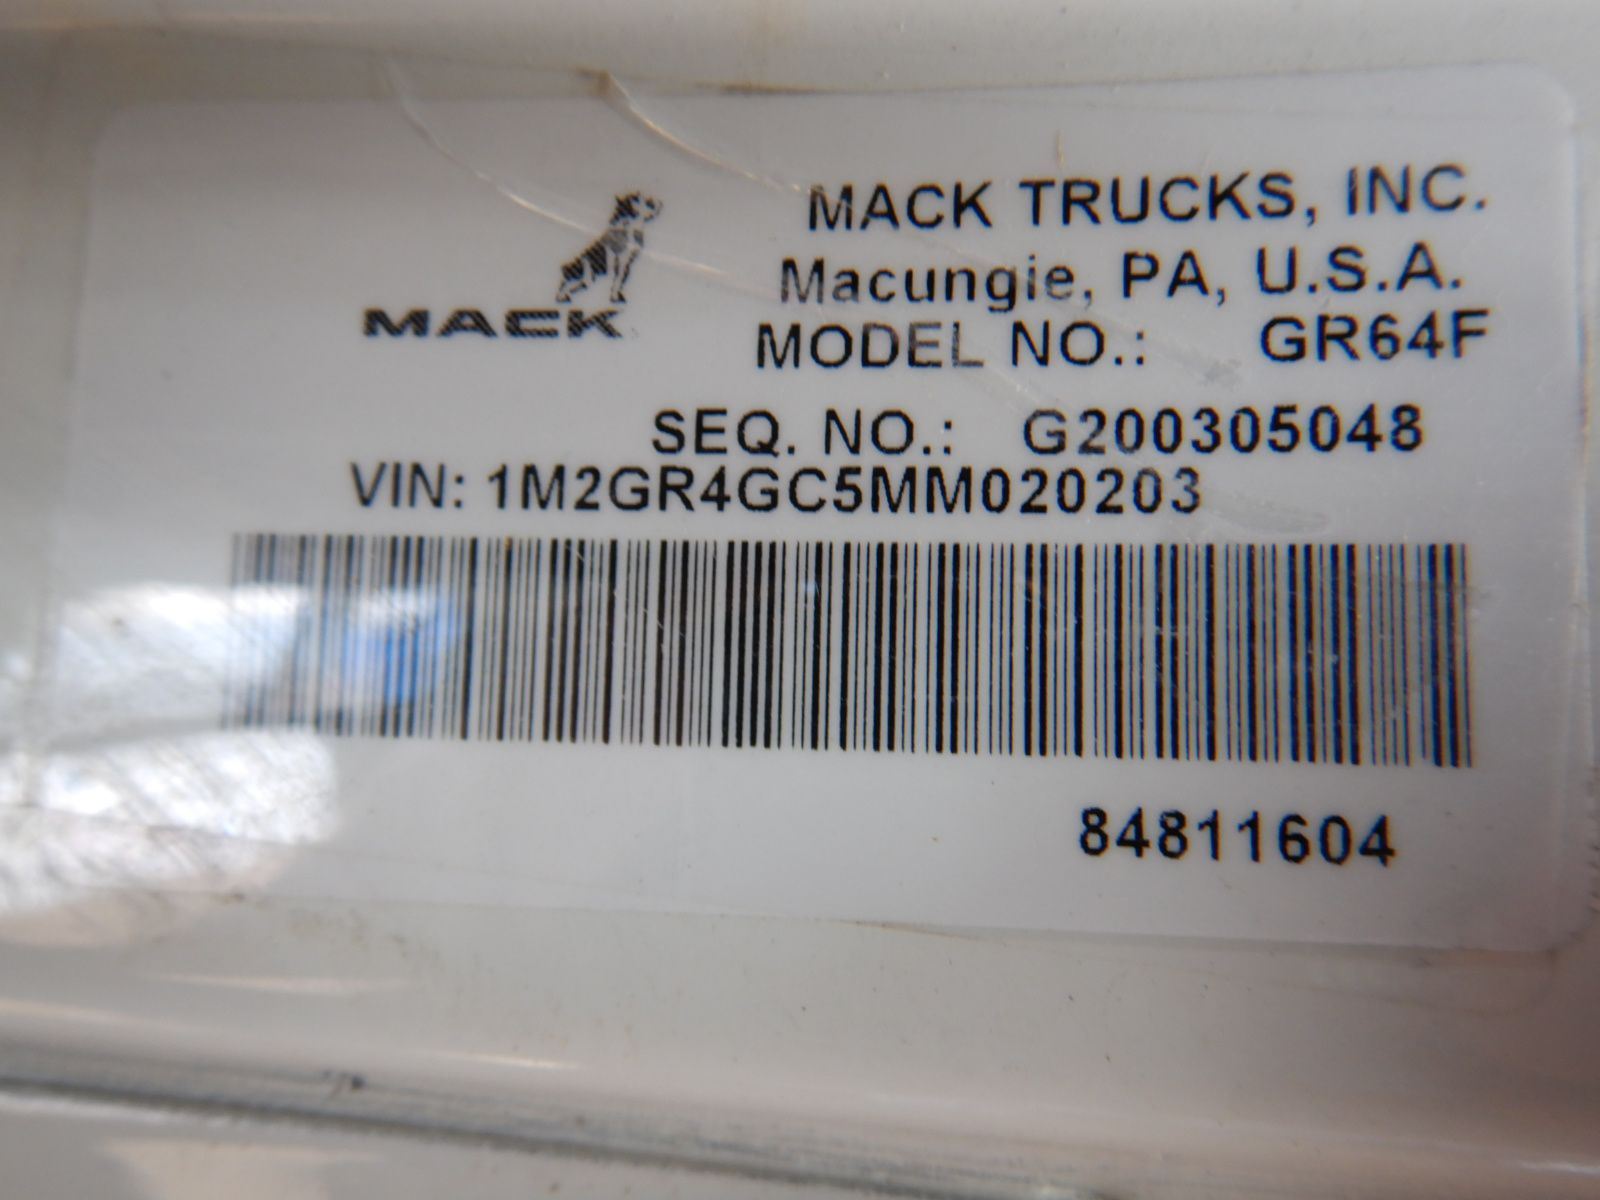 MACK
MACK TRUCKS, INC.
Macungie, PA, U.S.A.
MODEL NO.: GR64F
SEQ. NO.: G200305048
VIN: 1M2GR4GC5MM020203
84811604